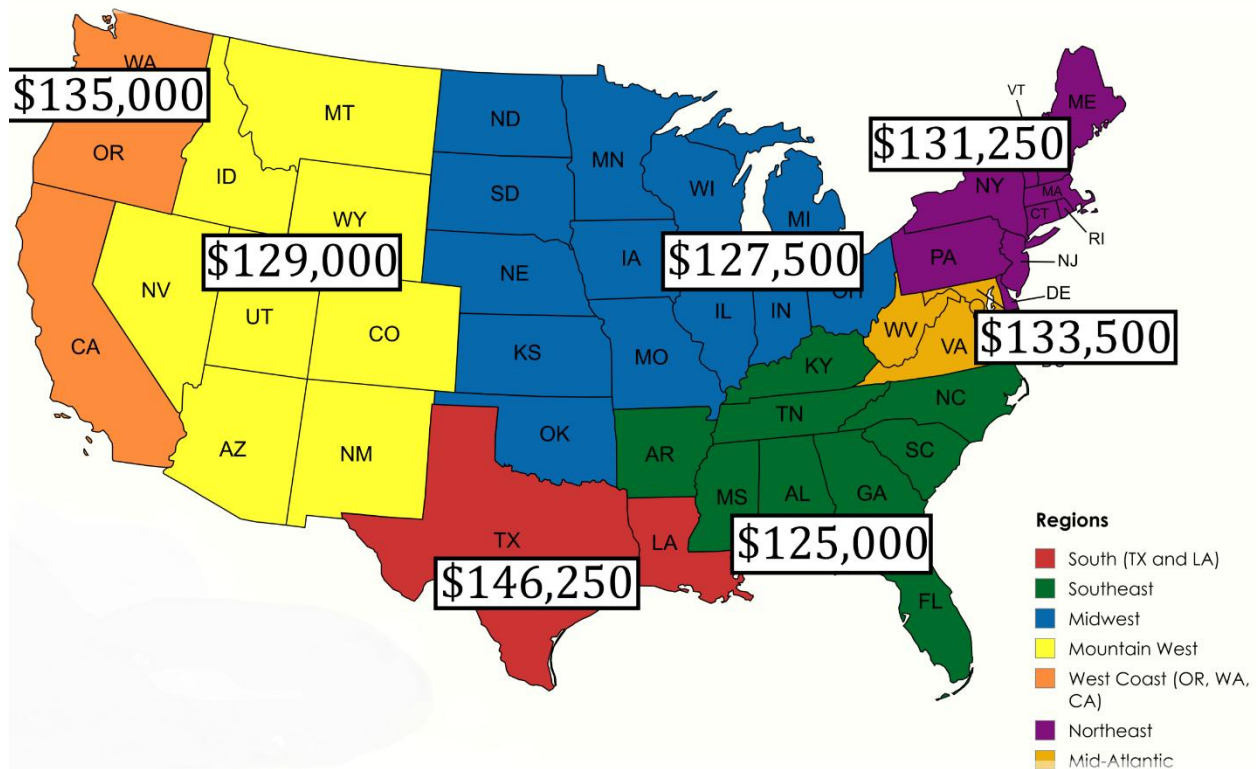 WA
$135,000
OR
CA
MT
ID
WY
$129,000
NV
UT
CO
AZ
NM
ND
SD
NE
KS
OK
MN
IA
MO
WI
MI
$127,500
IL
IN
OH
VT
ME
$131,250
NY
MA
CT
RI
PA
NJ
DE
WV
VA
$133,500
KY
TN
NC
SC
AR
MS
AL
GA
$125,000
FL
TX
LA
$146,250
Regions
South (TX and LA)
Southeast
Midwest
Mountain West
West Coast (OR, WA,
CA)
Northeast
Mid-Atlantic